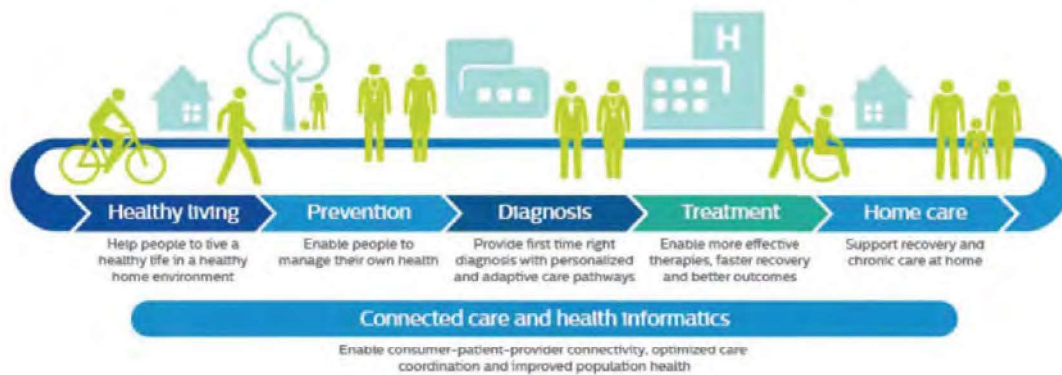 H
Healthy living
Help people to live a
healthy life in a healthy
home environment
Prevention
Enable people to
manage their own health
Diagnosis
Provide first time right
diagnosis with personalized
and adaptive care pathways
Treatment
Enable more effective
therapies, faster recovery
and better outcomes
Home care
Support recovery and
chronic care at home
Connected care and health informatics
Enable consumer-patient-provider connectivity, optimized care
coordination and improved population health